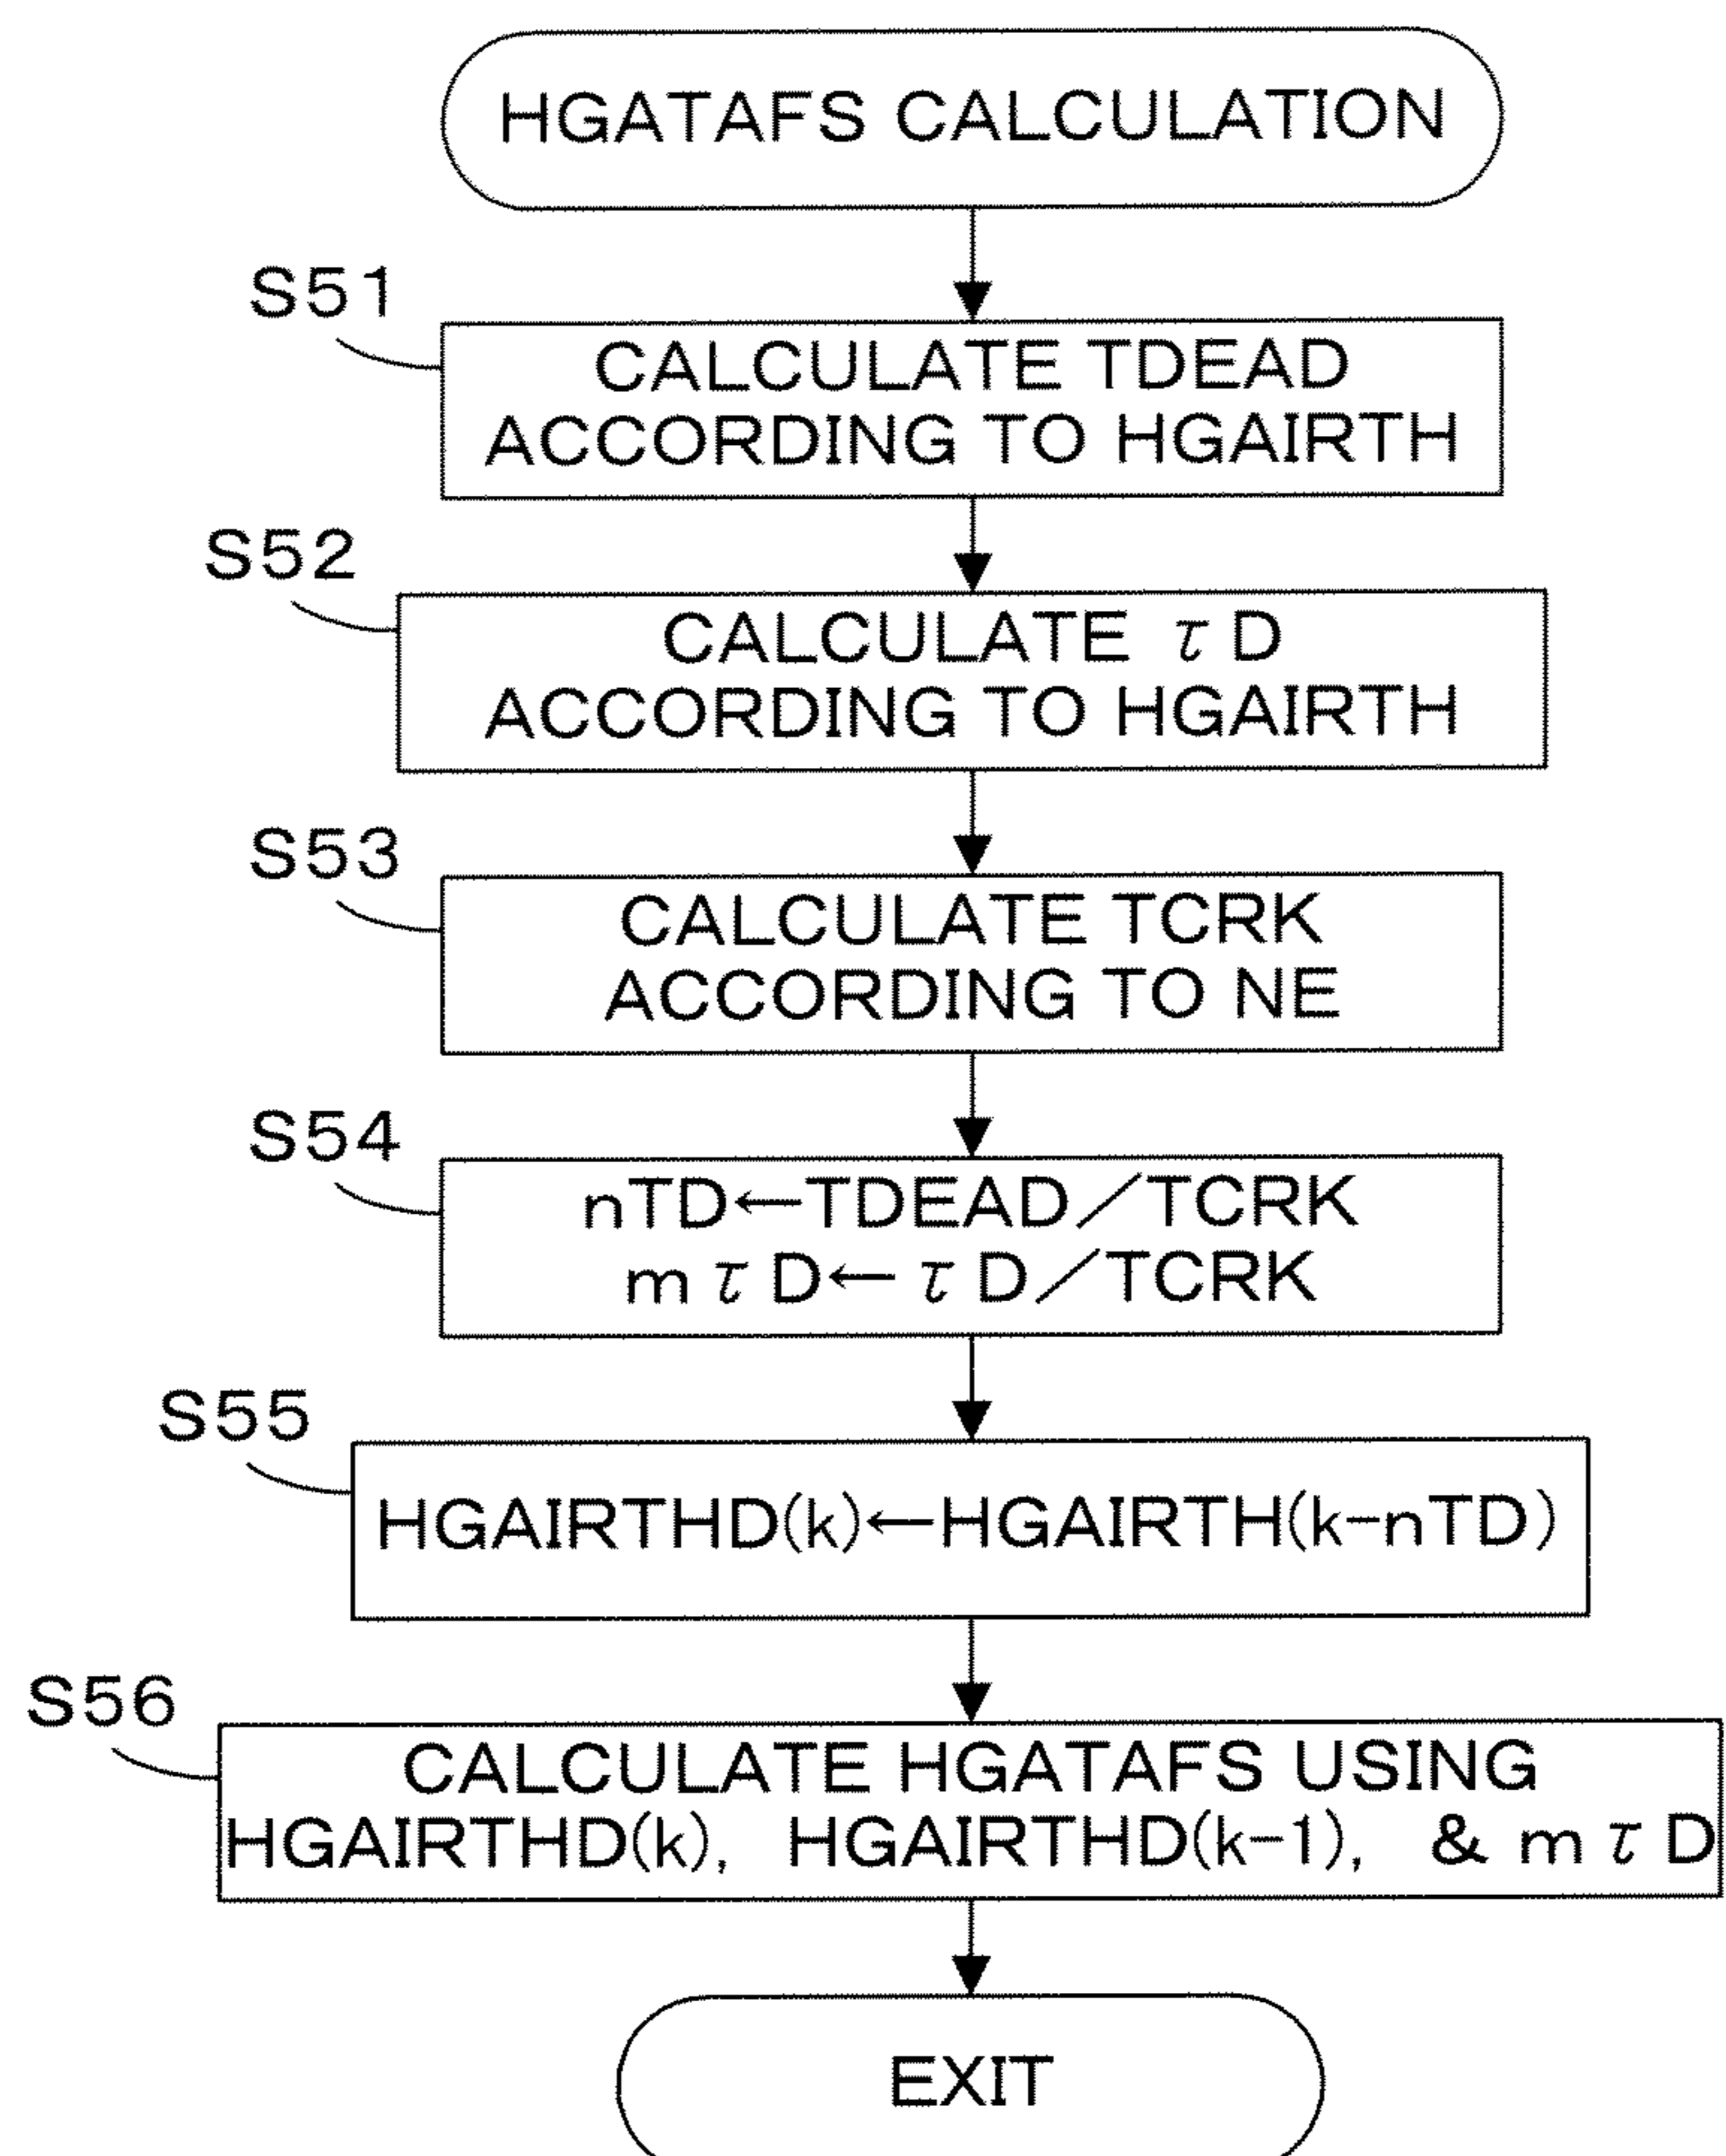 HGATAFS CALCULATION
S51
CALCULATE TDEAD
ACCORDING TO HGAIRTH
S52
CALCULATE τD
ACCORDING TO HGAIRTH
S53
CALCULATE TCRK
ACCORDING TO NE
S54
nTD←TDEAD/TCRK
mτD←τD/TCRK
S55
HGAIRTHD(k)←HGAIRTH(k-nTD)
S56
CALCULATE HGATAFS USING
HGAIRTHD(k), HGAIRTHD(k-1), & mτD
EXIT